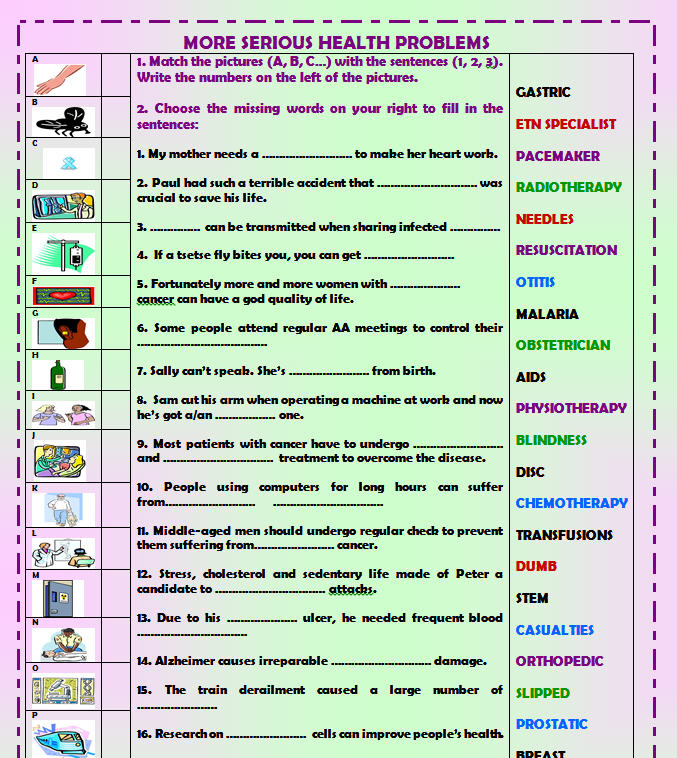 MORE SERIOUS HEALTH PROBLEMS
A
B
C
D
E
F
G
H
I
J
K
L
M
N
O
P
1. Match the pictures (A, B, C...) with the sentences (1, 2, 3).
Write the numbers on the left of the pictures.
2. Choose the missing words on your right to fill in the
sentences:
1. My mother needs a ........................... to make her heart work.
2. Paul had such a terrible accident that .............................. was
crucial to save his life.
3. ............... can be transmitted when sharing infected ...............
4. If a tsetse fly bites you, you can get ...........................
5. Fortunately more and more women with .....................
cancer can have a god quality of life.
6. Some people attend regular AA meetings to control their
.......................................
7. Sally can't speak. She's ........................ from birth.
8. Sam cut his arm when operating a machine at work and now
he's got a/an .................. one.
9. Most patients with cancer have to undergo ...........................
and ................................. treatment to overcome the disease.
10. People using computers for long hours can suffer
from........................... .................................
11. Middle-aged men should undergo regular check to prevent
them suffering from........................ cancer.
12. Stress, cholesterol and sedentary life made of Peter a
candidate to ................................. attacks.
13. Due to his ..................... ulcer, he needed frequent blood
.................................
14. Alzheimer causes irreparable .............................. damage.
15. The train derailment caused a large number of
........................
16. Research on ........................ cells can improve people's health.
GASTRIC
ETN SPECIALIST
PACEMAKER
RADIOTHERAPY
NEEDLES
RESUSCITATION
OTITIS
MALARIA
OBSTETRICIAN
AIDS
PHYSIOTHERAPY
BLINDNESS
DISC
CHEMOTHERAPY
TRANSFUSIONS
DUMB
STEM
CASUALTIES
ORTHOPEDIC
SLIPPED
PROSTATIC
BREAST